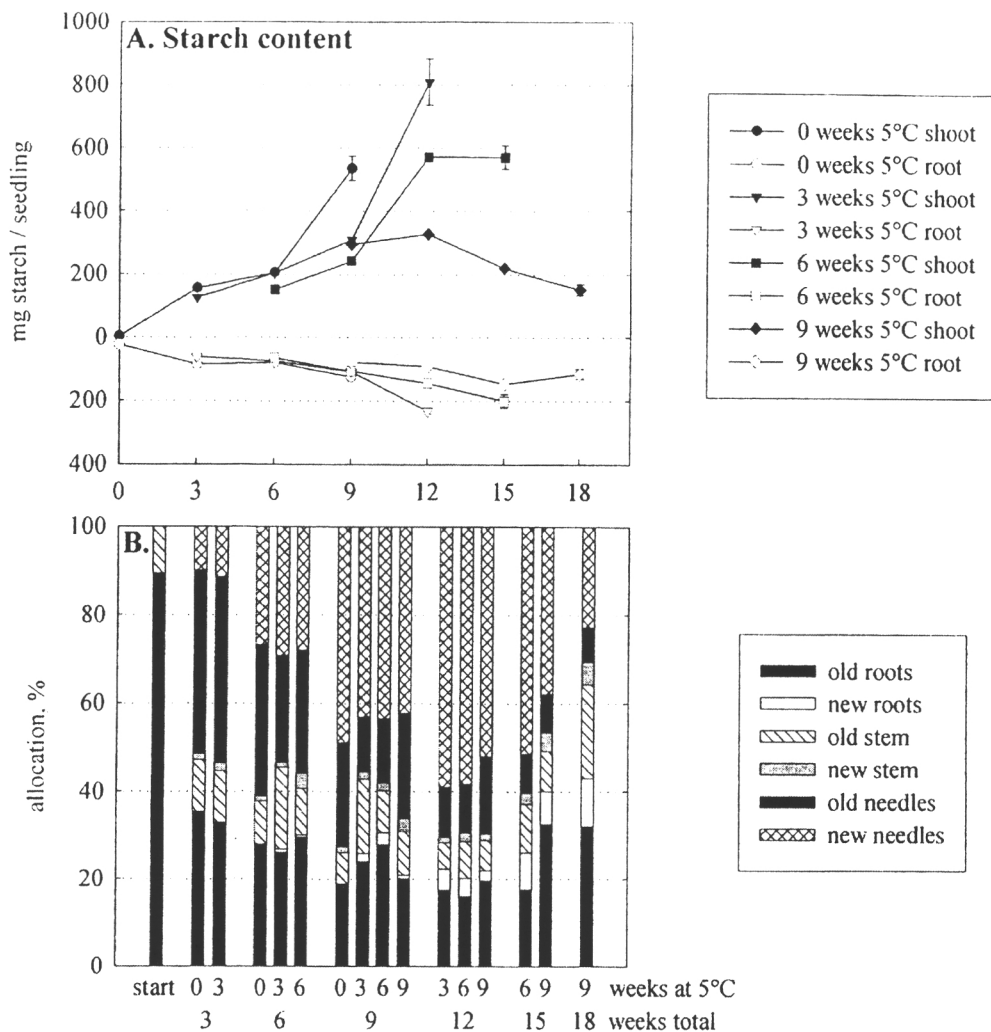 A. Starch content
1000
800
600
400
200
0
200
400
mg starch / seedling
0 3 6 9 12 15 18
0 weeks 5°C shoot
0 weeks 5°C root
3 weeks 5°C shoot
3 weeks 5°C root
6 weeks 5°C shoot
6 weeks 5°C root
9 weeks 5°C shoot
9 weeks 5°C root
B.
100
80
60
40
20
0
allocation, %
start 0 3 0 3 6 0 3 6 9 3 6 9 6 9 9 weeks at 5°C
3 6 9 12 15 18 weeks total
old roots
new roots
old stem
new stem
old needles
new needles